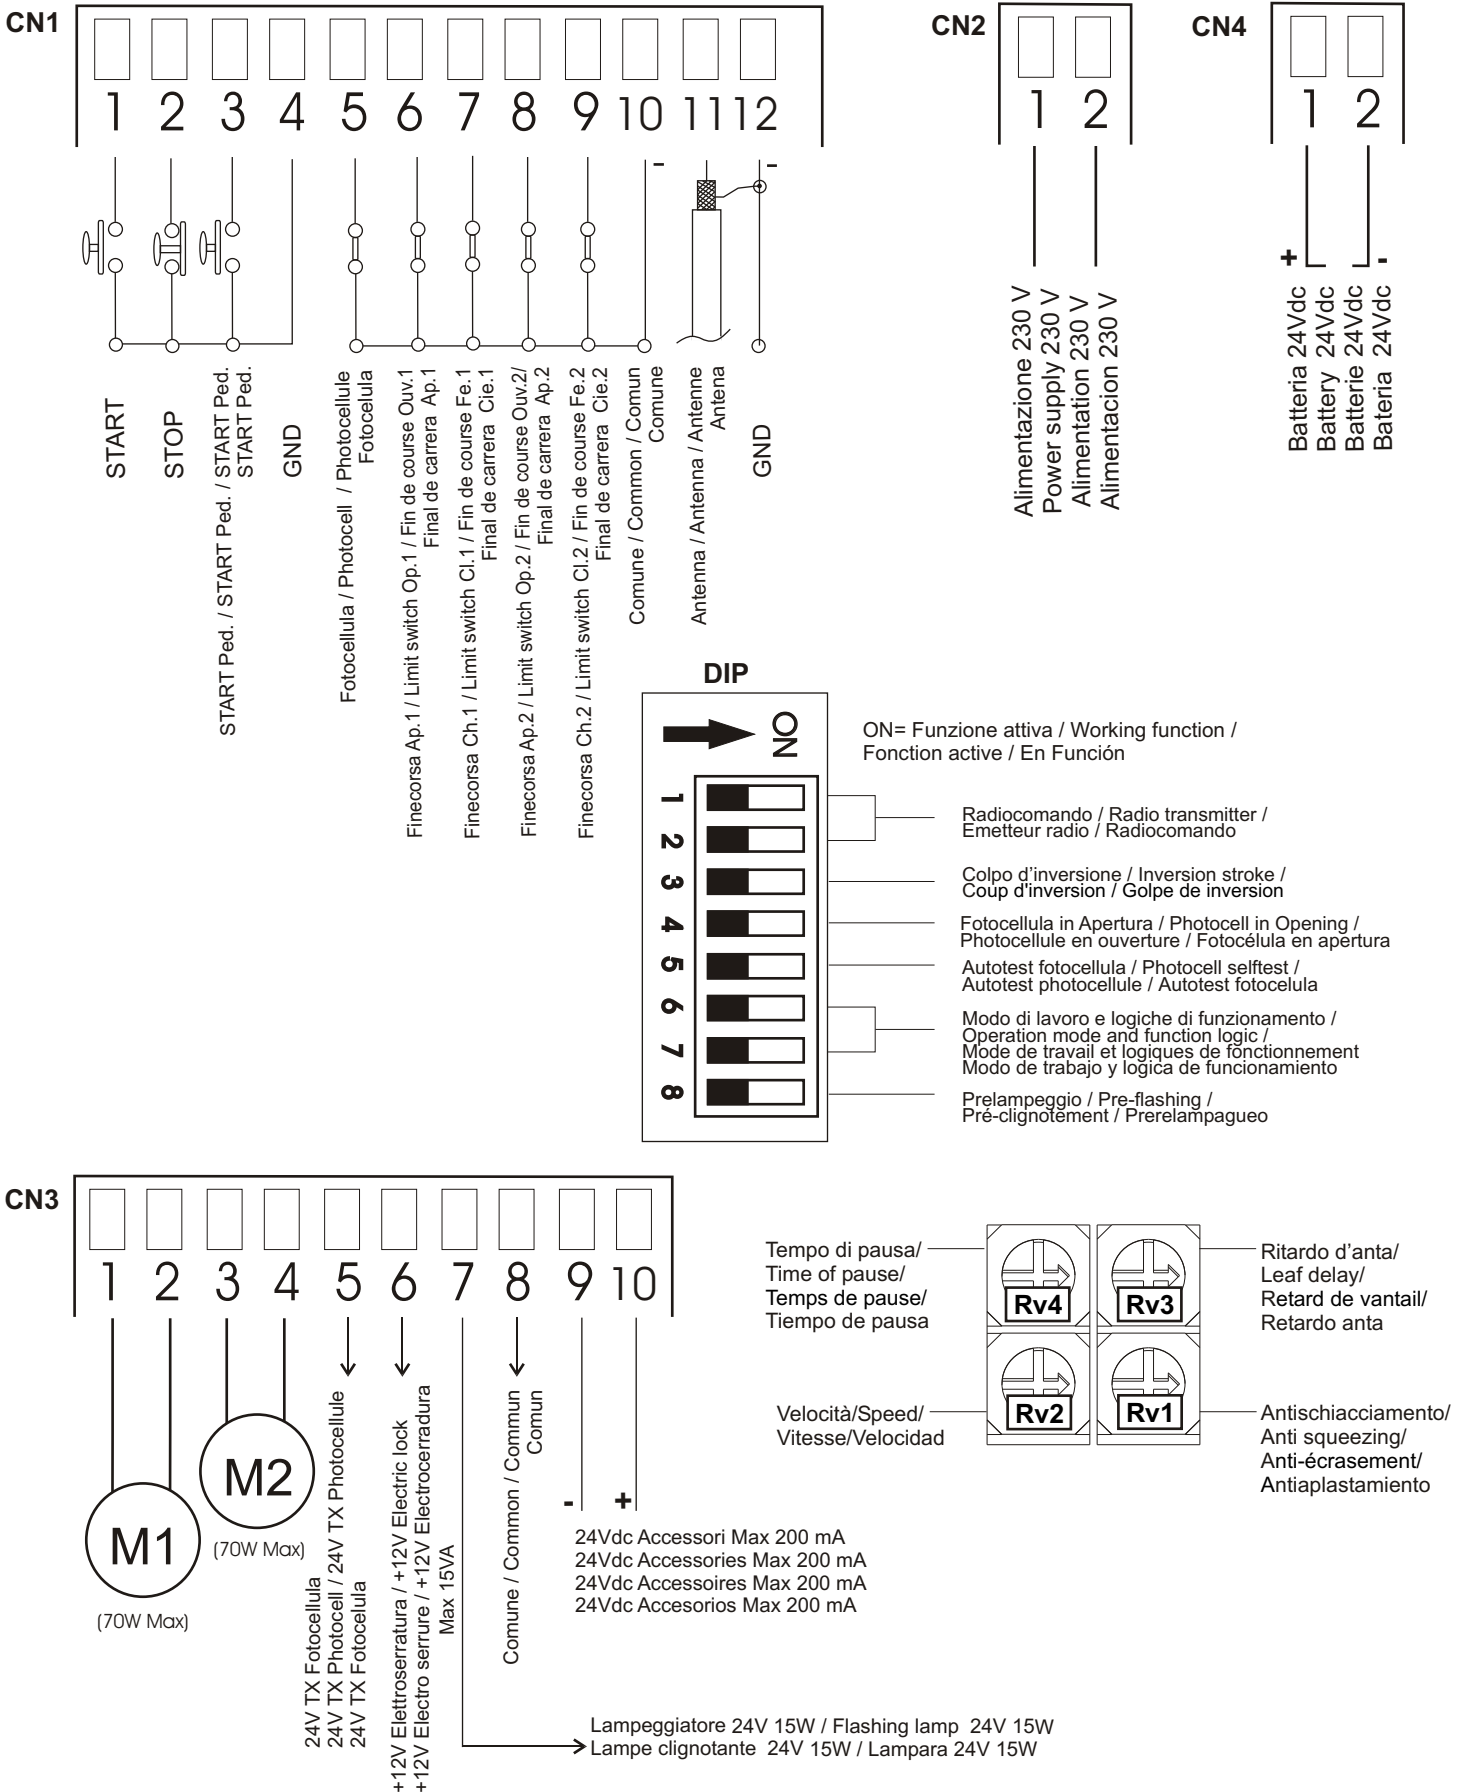 CN1
1 2 3 4 5 6 7 8 9 10 11 12
- -
START
STOP
START Ped. / START Ped. / START Ped.
START Ped.
GND
Fotocellula / Photocell / Photocellule
Fotocelula
Finecorsa Ap.1 / Limit switch Op.1 / Fin de course Ouv.1
Final de carrera Ap.1
Finecorsa Ch.1 / Limit switch Cl.1 / Fin de course Fe.1
Final de carrera Cie.1
Finecorsa Ap.2 / Limit switch Op.2 / Fin de course Ouv.2/
Final de carrera Ap.2
Finecorsa Ch.2 / Limit switch Cl.2 / Fin de course Fe.2
Final de carrera Cie.2
Comune / Common / Comun
Comune
Antenna / Antenna / Antenne
Antena
GND
CN2
1 2
Alimentazione 230 V
Power supply 230 V
Alimentation 230 V
Alimentacion 230 V
CN4
1 2
+ -
Batteria 24Vdc
Battery 24Vdc
Batterie 24Vdc
Bateria 24Vdc
DIP
ON
1
2
3
4
5
6
7
8
ON= Funzione attiva / Working function /
Fonction active / En Función
Radiocomando / Radio transmitter /
Emetteur radio / Radiocomando
Colpo d'inversione / Inversion stroke /
Coup d'inversion / Golpe de inversion
Fotocellula in Apertura / Photocell in Opening /
Photocellule en ouverture / Fotocélula en apertura
Autotest fotocellula / Photocell selftest /
Autotest photocellule / Autotest fotocelula
Modo di lavoro e logiche di funzionamento /
Operation mode and function logic /
Mode de travail et logiques de fonctionnement
Modo de trabajo y logica de funcionamiento
Prelampeggio / Pre-flashing /
Pré-clignotement / Prerelampagueo
CN3
1 2 3 4 5 6 7 8 9 10
M1
(70W Max)
M2
(70W Max)
24V TX Fotocellula
24V TX Photocell / 24V TX Photocellule
24V TX Fotocelula
+12V Elettroserratura / +12V Electric lock
+12V Electro serrure / +12V Electrocerradura
Max 15VA
Comune / Common / Commun
Comun
- +
24Vdc Accessori Max 200 mA
24Vdc Accessories Max 200 mA
24Vdc Accessoires Max 200 mA
24Vdc Accesorios Max 200 mA
Lampeggiatore 24V 15W / Flashing lamp 24V 15W
Lampe clignotante 24V 15W / Lampara 24V 15W
Tempo di pausa/
Time of pause/
Temps de pause/
Tiempo de pausa
Rv4
Rv3
Ritardo d'anta/
Leaf delay/
Retard de vantail/
Retardo anta
Velocità/Speed/
Vitesse/Velocidad
Rv2
Rv1
Antischiacciamento/
Anti squeezing/
Anti-écrasement/
Antiaplastamiento